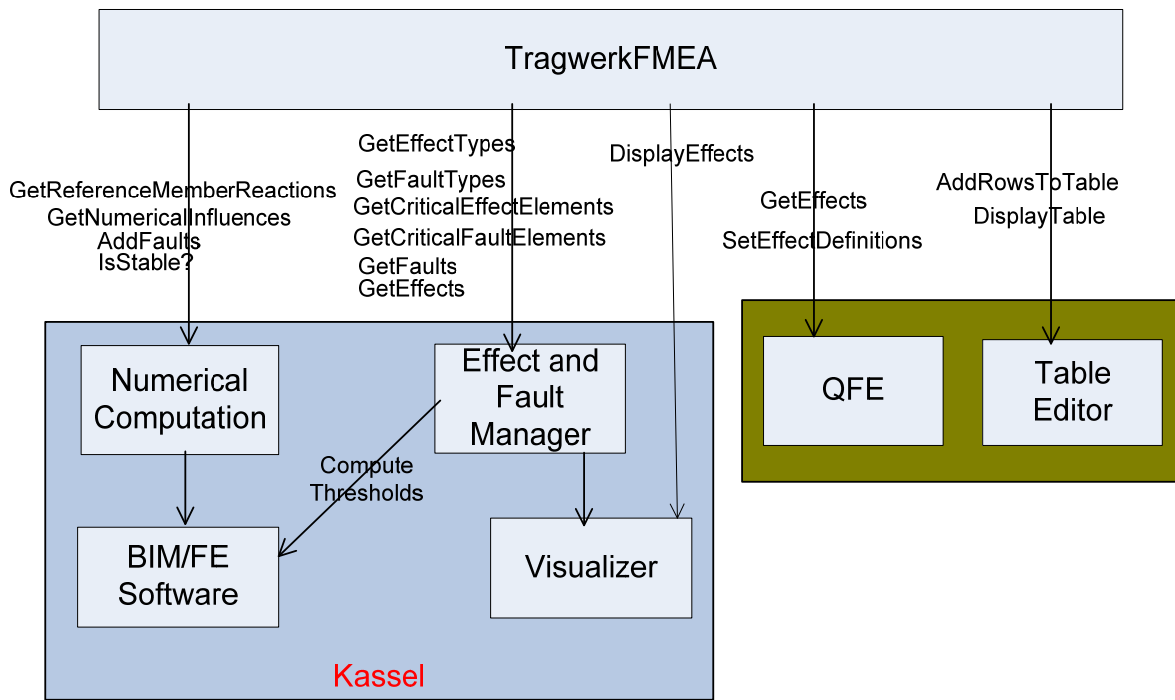 TragwerkFMEA
GetReferenceMemberReactions
GetNumericalInfluences
AddFaults
IsStable?
GetEffectTypes
GetFaultTypes
GetCriticalEffectElements
GetCriticalFaultElements
GetFaults
GetEffects
DisplayEffects
GetEffects
SetEffectDefinitions
AddRowsToTable
DisplayTable
Numerical
Computation
Effect and
Fault
Manager
QFE
Table
Editor
Compute
Thresholds
BIM/FE
Software
Visualizer
Kassel